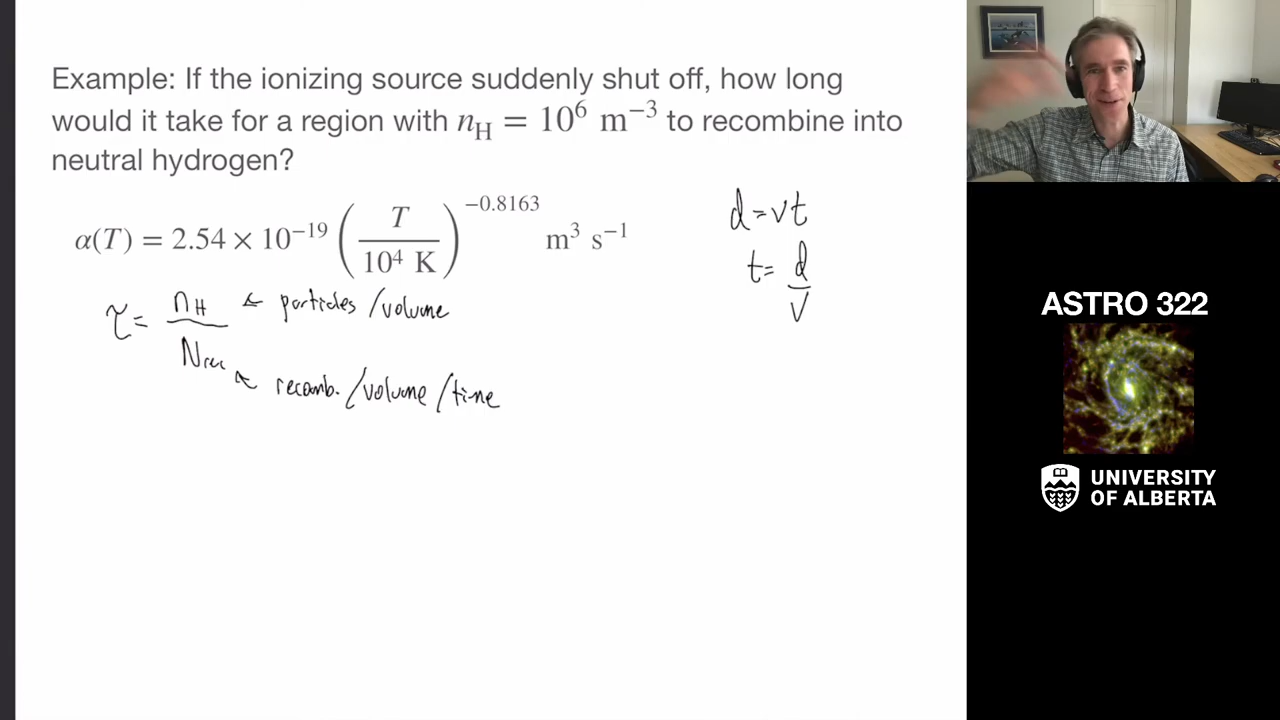 Example: If the ionizing source suddenly shut off, how long
would it take for a region with n_H = 10^6 m^−3 to recombine into
neutral hydrogen?
α(T) = 2.54 × 10^−19 (T / 10^4 K)^−0.8163 m^3 s^−1
τ = n_H / N_rec
← particles /volume
↖ recomb. /volume /time
d = vt
t = d / v
ASTRO 322
UNIVERSITY
OF ALBERTA